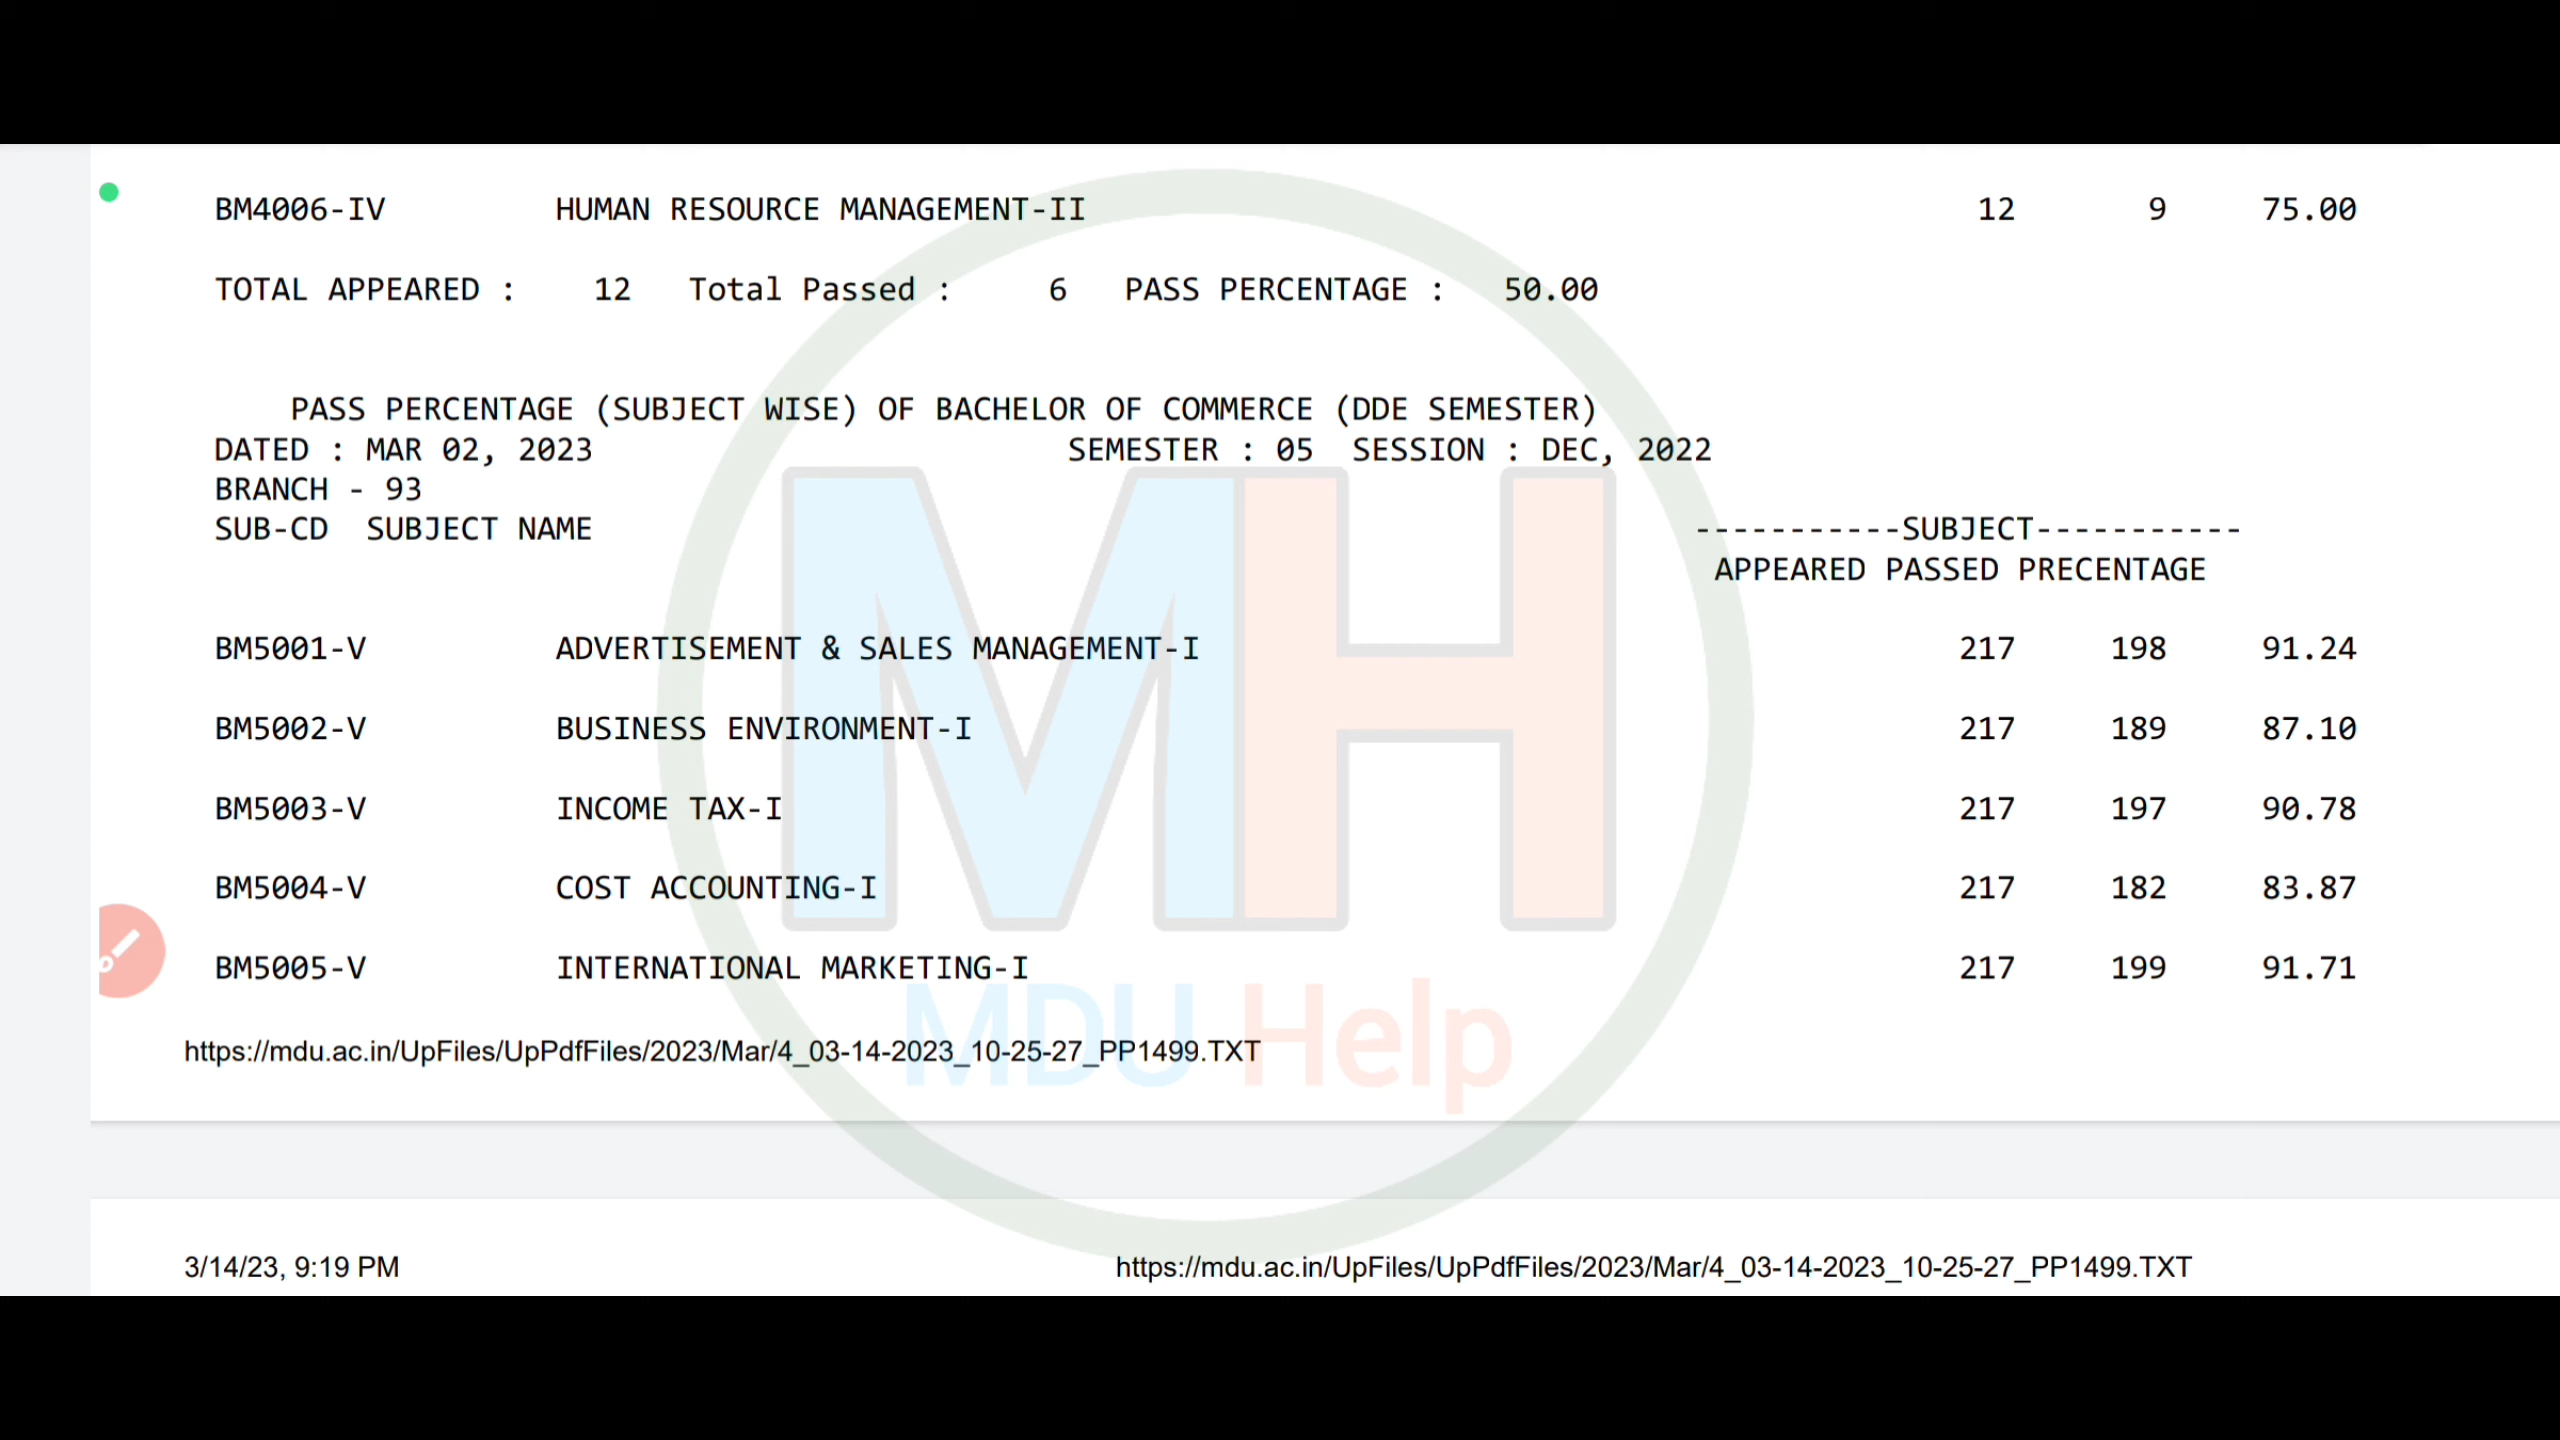 BM4006-IV HUMAN RESOURCE MANAGEMENT-II 12 9 75.00
TOTAL APPEARED : 12 Total Passed : 6 PASS PERCENTAGE : 50.00
PASS PERCENTAGE (SUBJECT WISE) OF BACHELOR OF COMMERCE (DDE SEMESTER)
DATED : MAR 02, 2023 SEMESTER : 05 SESSION : DEC, 2022
BRANCH - 93
SUB-CD SUBJECT NAME -----------SUBJECT-----------
APPEARED PASSED PRECENTAGE
BM5001-V ADVERTISEMENT & SALES MANAGEMENT-I 217 198 91.24
BM5002-V BUSINESS ENVIRONMENT-I 217 189 87.10
BM5003-V INCOME TAX-I 217 197 90.78
BM5004-V COST ACCOUNTING-I 217 182 83.87
BM5005-V INTERNATIONAL MARKETING-I 217 199 91.71
https://mdu.ac.in/UpFiles/UpPdfFiles/2023/Mar/4_03-14-2023_10-25-27_PP1499.TXT
MH
MDU Help
3/14/23, 9:19 PM https://mdu.ac.in/UpFiles/UpPdfFiles/2023/Mar/4_03-14-2023_10-25-27_PP1499.TXT